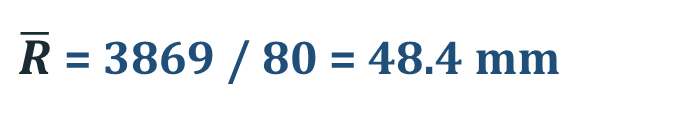 R̅ = 3869 / 80 = 48.4 mm